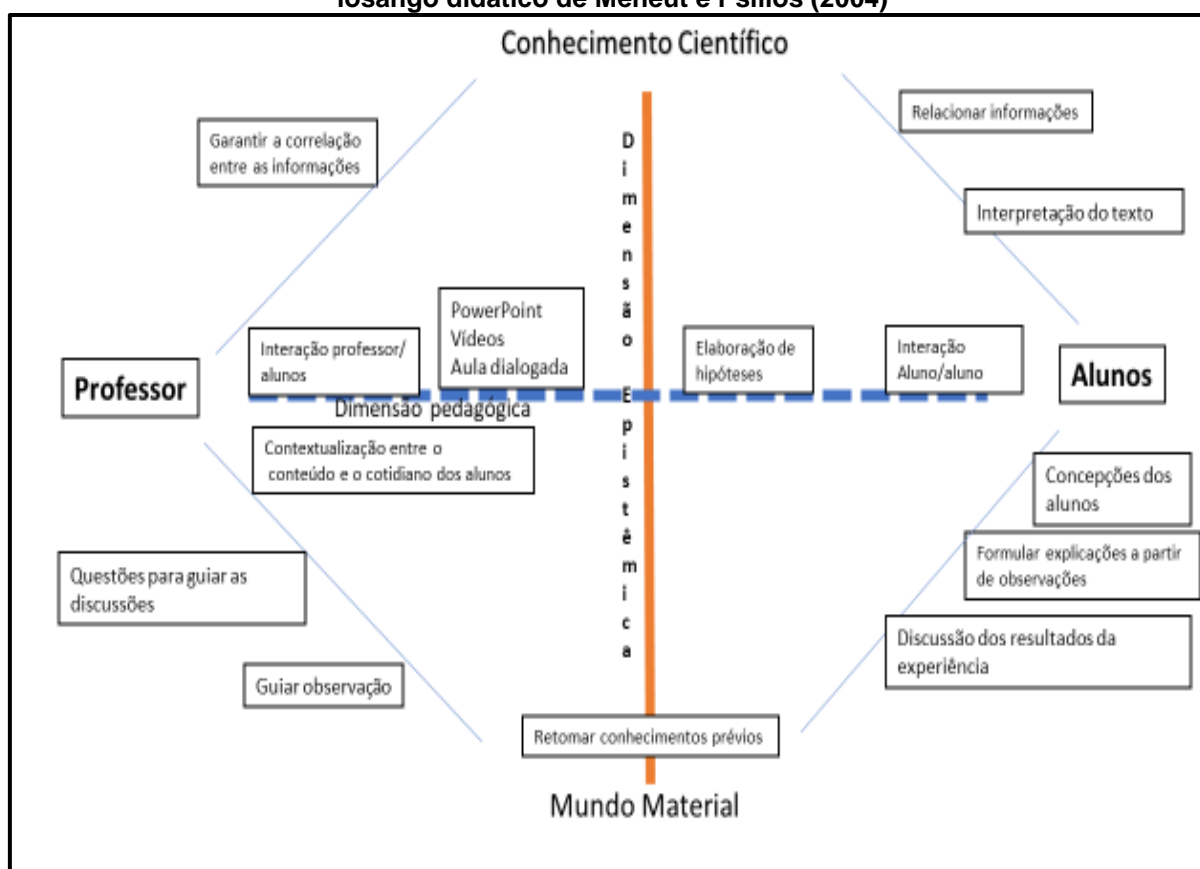 losango didático de Méheut e Psillos (2004)
Conhecimento Científico
Garantir a correlação
entre as informações
Relacionar informações
Interpretação do texto
Dimensão Epistêmica
PowerPoint
Vídeos
Aula dialogada
Interação professor/
alunos
Elaboração de
hipóteses
Interação
Aluno/aluno
Professor
Alunos
Dimensão pedagógica
Contextualização entre o
conteúdo e o cotidiano dos alunos
Concepções dos
alunos
Formular explicações a partir
de observações
Questões para guiar as
discussões
Discussão dos resultados da
experiência
Guiar observação
Retomar conhecimentos prévios
Mundo Material